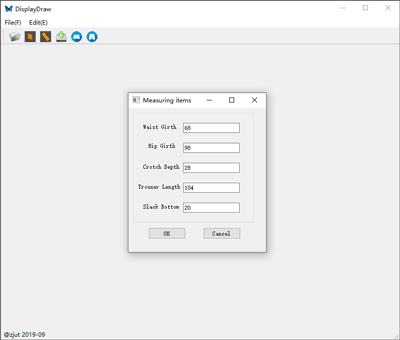 DisplayDraw
File(F) Edit(E)
Measuring items
Waist Girth 68
Hip Girth 98
Crotch Depth 28
Trouser Length 104
Slack Bottom 20
OK Cancel
@zjut 2019-09